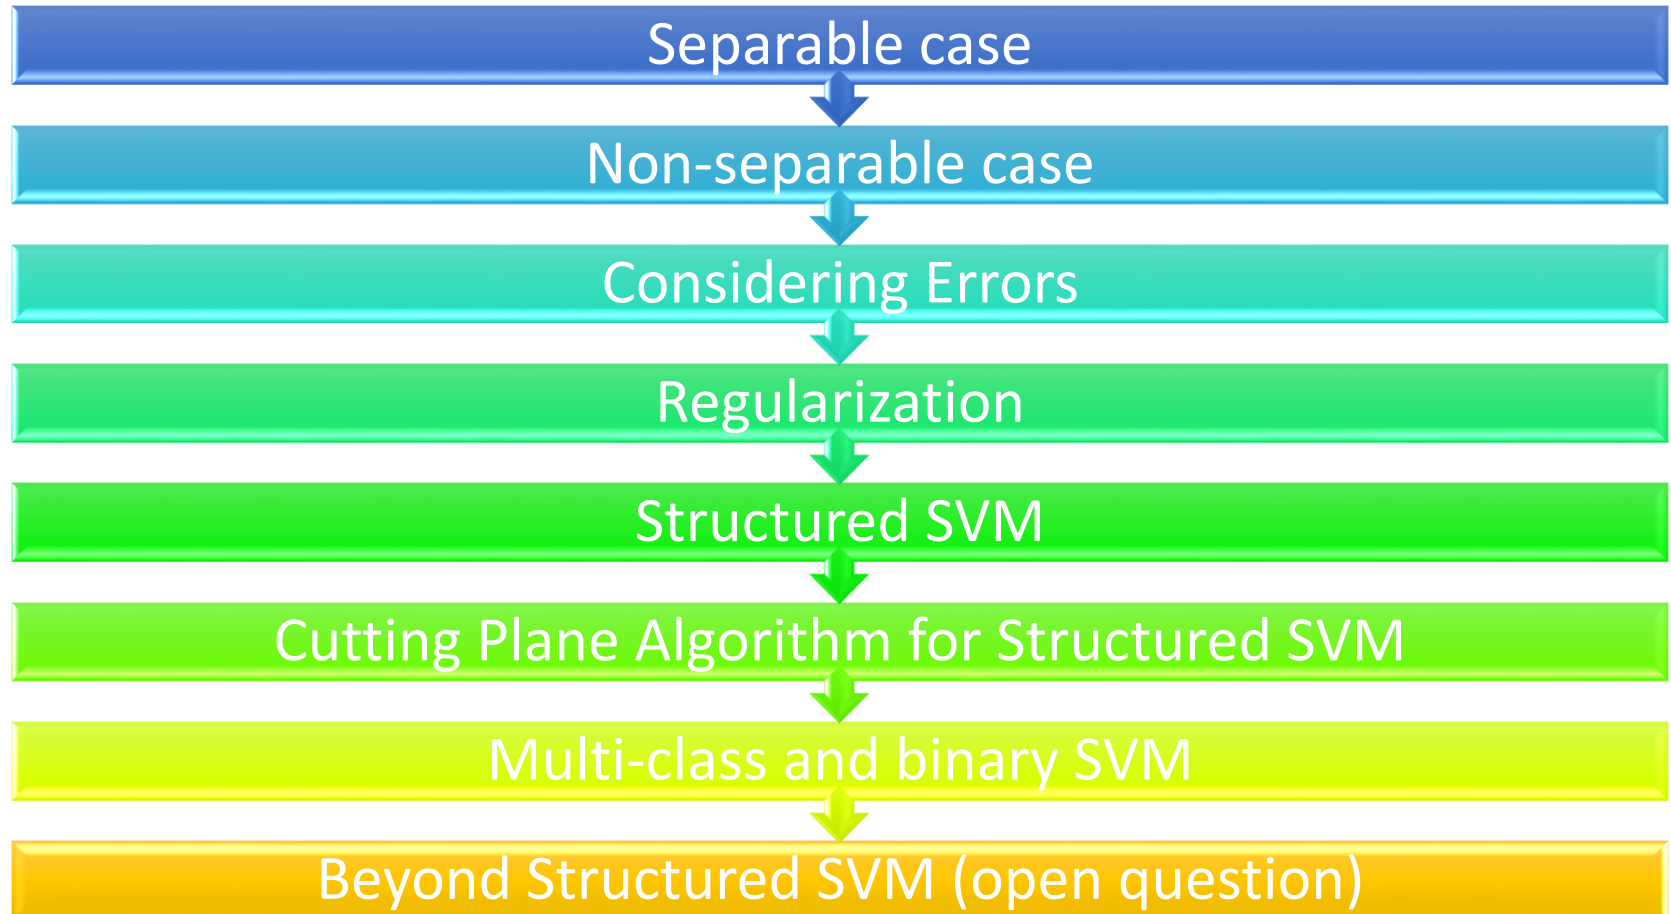 Separable case
Non-separable case
Considering Errors
Regularization
Structured SVM
Cutting Plane Algorithm for Structured SVM
Multi-class and binary SVM
Beyond Structured SVM (open question)